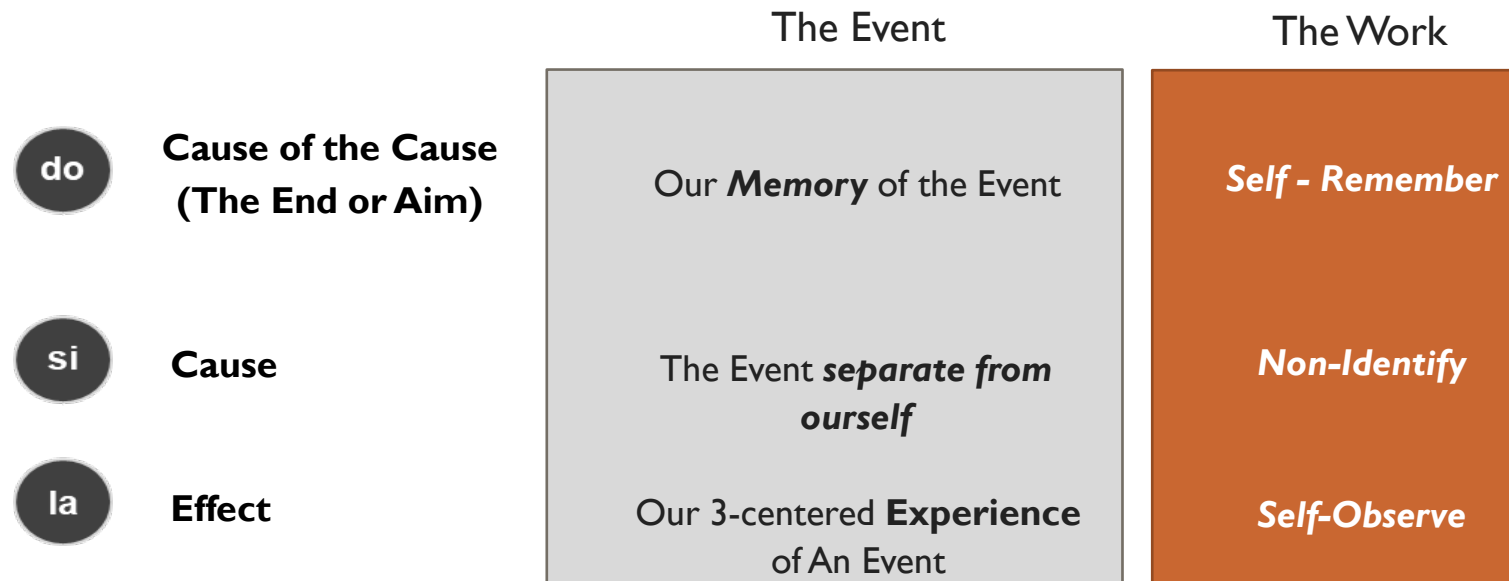 The Event
The Work
do
Cause of the Cause
(The End or Aim)
Our Memory of the Event
Self - Remember
si
Cause
The Event separate from
ourself
Non-Identify
la
Effect
Our 3-centered Experience
of An Event
Self-Observe